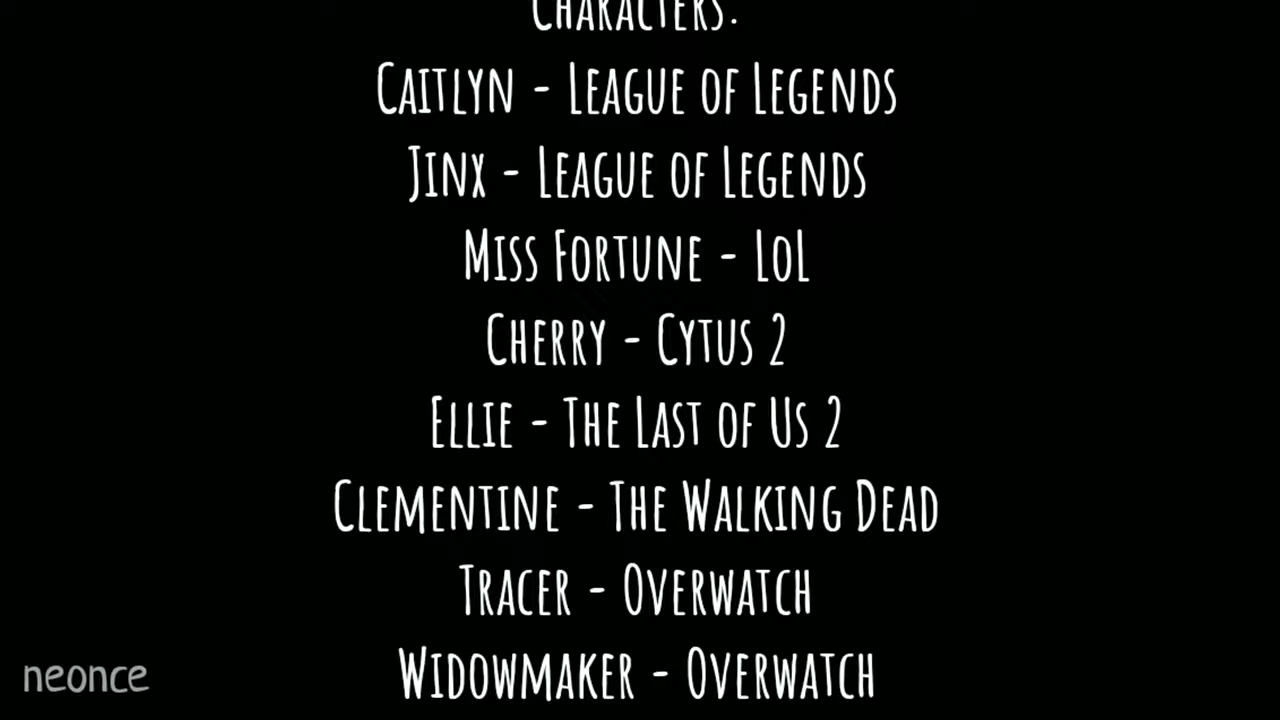 CHARACTERS:
CAITLYN - LEAGUE OF LEGENDS
JINX - LEAGUE OF LEGENDS
MISS FORTUNE - LOL
CHERRY - CYTUS 2
ELLIE - THE LAST OF US 2
CLEMENTINE - THE WALKING DEAD
TRACER - OVERWATCH
WIDOWMAKER - OVERWATCH
neonce